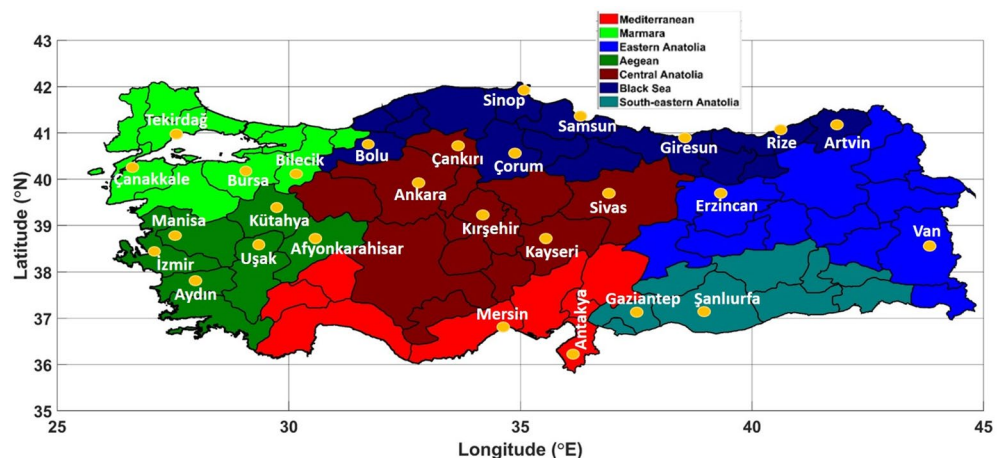 Mediterranean
Marmara
Eastern Anatolia
Aegean
Central Anatolia
Black Sea
South-eastern Anatolia
43
42
41
40
39
38
37
36
35
Latitude (°N)
Sinop
Samsun
Tekirdağ
Giresun
Rize
Artvin
Bolu
Çankırı
Çorum
Bilecik
Çanakkale
Bursa
Ankara
Sivas
Erzincan
Manisa
Kütahya
Kırşehir
Van
Afyonkarahisar
Uşak
Kayseri
İzmir
Aydın
Gaziantep
Şanlıurfa
Mersin
Antakya
25
30
35
40
45
Longitude (°E)